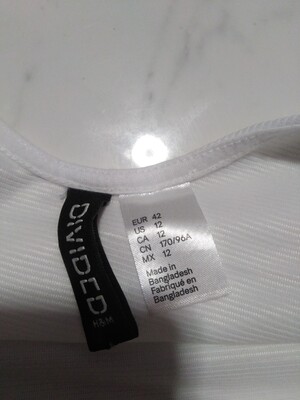 DIVIDED
H&M
EUR 42
US 12
CA 12
CN 170/96A
MX 12
Made in
Bangladesh
Fabriqué en
Bangladesh